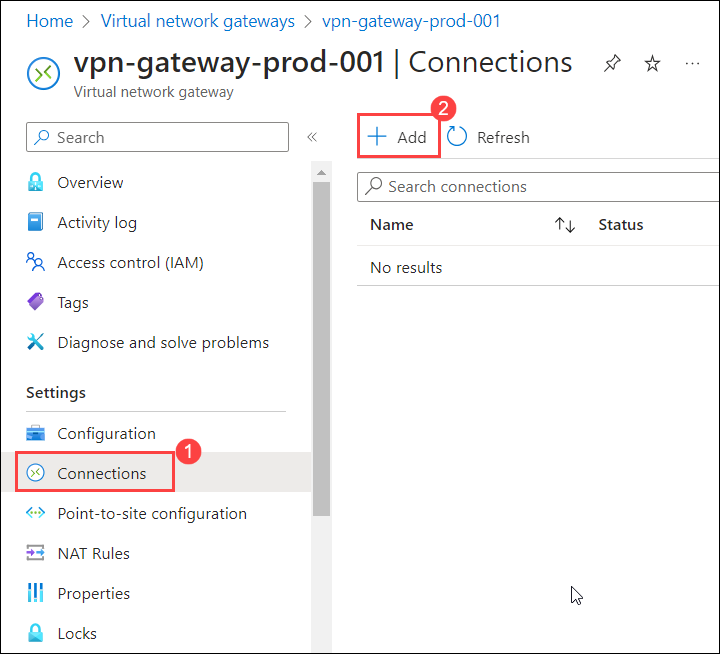 Home > Virtual network gateways > vpn-gateway-prod-001
vpn-gateway-prod-001 | Connections
Virtual network gateway
2
Search
Add Refresh
Overview
Search connections
Activity log
Name Status
Access control (IAM)
No results
Tags
Diagnose and solve problems
Settings
Configuration
1
Connections
Point-to-site configuration
NAT Rules
Properties
Locks